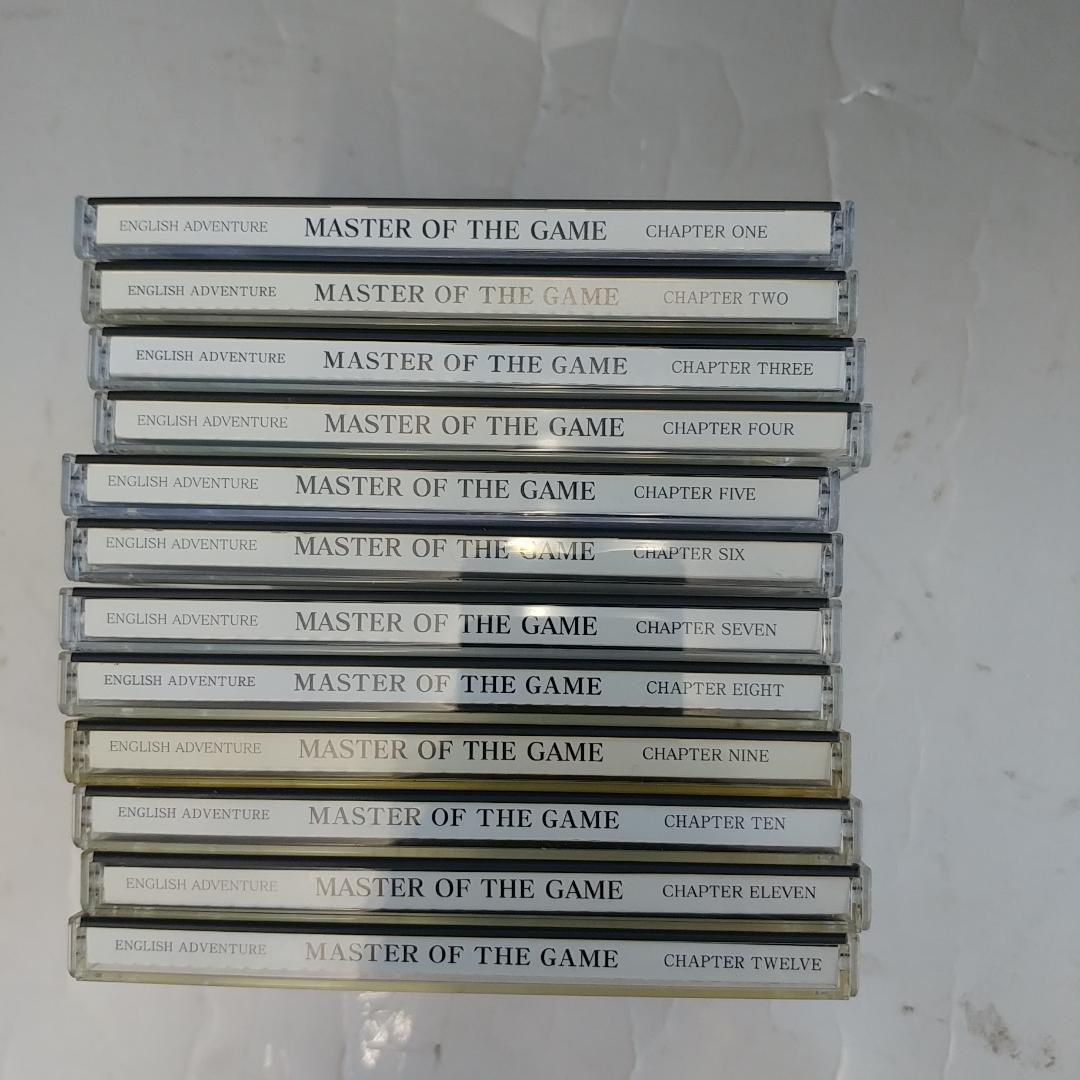 ENGLISH ADVENTURE MASTER OF THE GAME CHAPTER ONE
ENGLISH ADVENTURE MASTER OF THE GAME CHAPTER TWO
ENGLISH ADVENTURE MASTER OF THE GAME CHAPTER THREE
ENGLISH ADVENTURE MASTER OF THE GAME CHAPTER FOUR
ENGLISH ADVENTURE MASTER OF THE GAME CHAPTER FIVE
ENGLISH ADVENTURE MASTER OF THE GAME CHAPTER SIX
ENGLISH ADVENTURE MASTER OF THE GAME CHAPTER SEVEN
ENGLISH ADVENTURE MASTER OF THE GAME CHAPTER EIGHT
ENGLISH ADVENTURE MASTER OF THE GAME CHAPTER NINE
ENGLISH ADVENTURE MASTER OF THE GAME CHAPTER TEN
ENGLISH ADVENTURE MASTER OF THE GAME CHAPTER ELEVEN
ENGLISH ADVENTURE MASTER OF THE GAME CHAPTER TWELVE